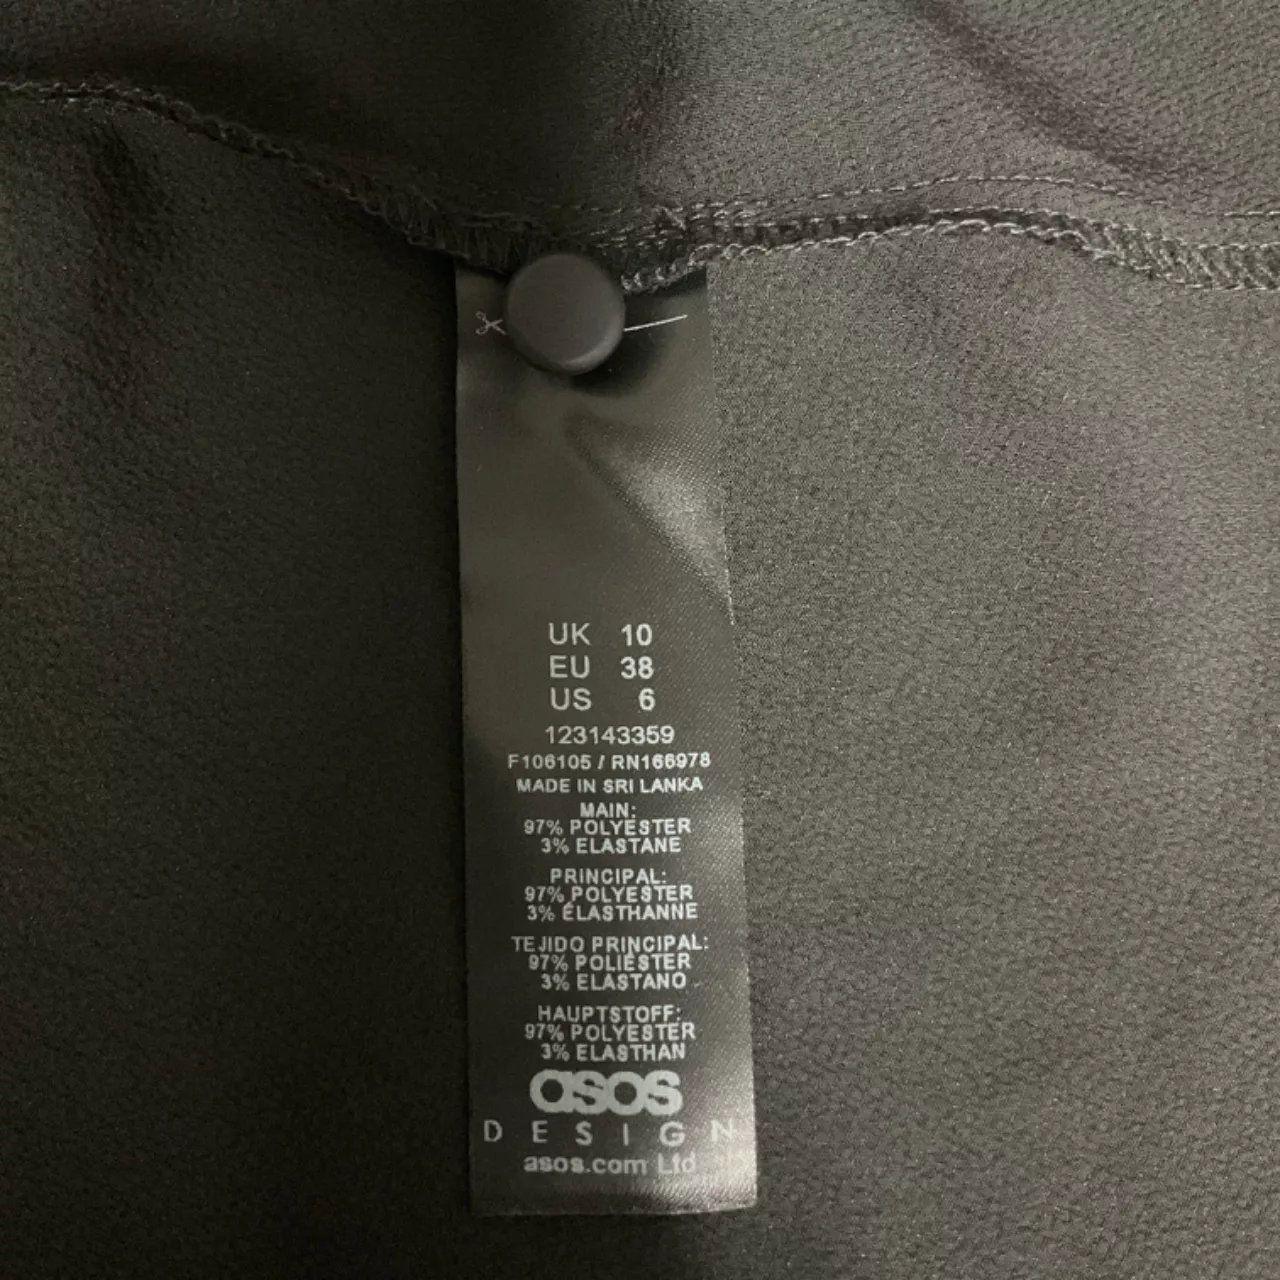 UK 10
EU 38
US 6
123143359
F106105 / RN166978
MADE IN SRI LANKA
MAIN:
97% POLYESTER
3% ELASTANE
PRINCIPAL:
97% POLYESTER
3% ÉLASTHANNE
TEJIDO PRINCIPAL:
97% POLIÉSTER
3% ELASTANO
HAUPTSTOFF:
97% POLYESTER
3% ELASTHAN
asos
DESIGN
asos.com Ltd